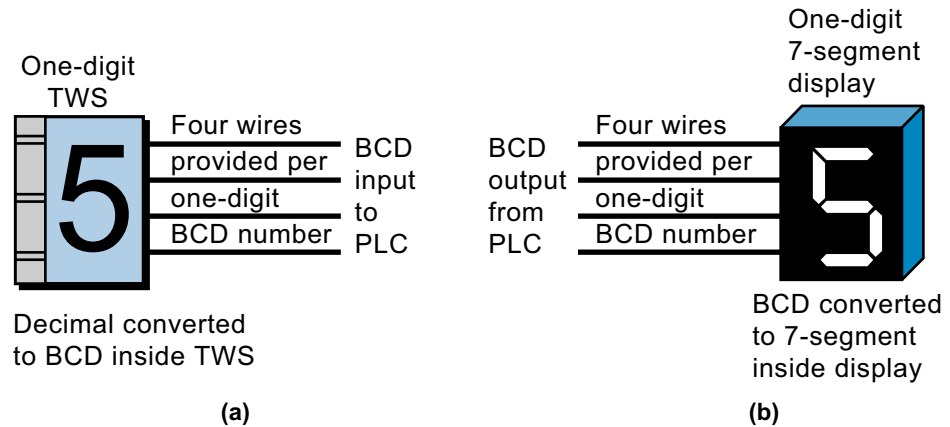 One-digit
TWS
5
Four wires
provided per
one-digit
BCD number
BCD
input
to
PLC
Decimal converted
to BCD inside TWS
(a)
One-digit
7-segment
display
BCD
output
from
PLC
Four wires
provided per
one-digit
BCD number
5
BCD converted
to 7-segment
inside display
(b)